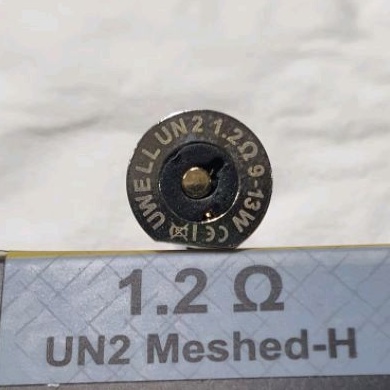 UWELL UN2 1.2Ω 9-13W CE
1.2 Ω
UN2 Meshed-H